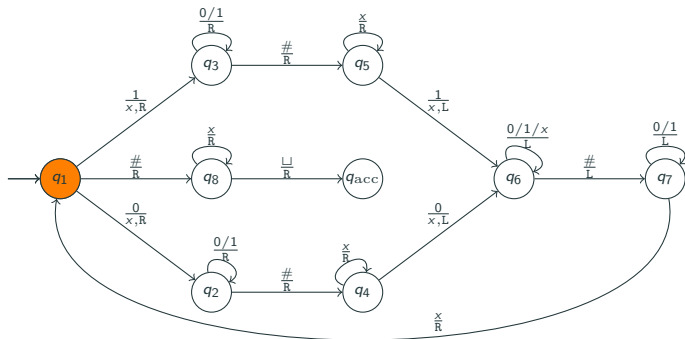 0/1
R
x
R
q3
#
R
q5
1
x,R
1
x,L
x
R
0/1/x
L
0/1
L
q1
#
R
q8
⊔
R
qacc
q6
#
L
q7
0
x,R
0
x,L
0/1
R
x
R
q2
#
R
q4
x
R